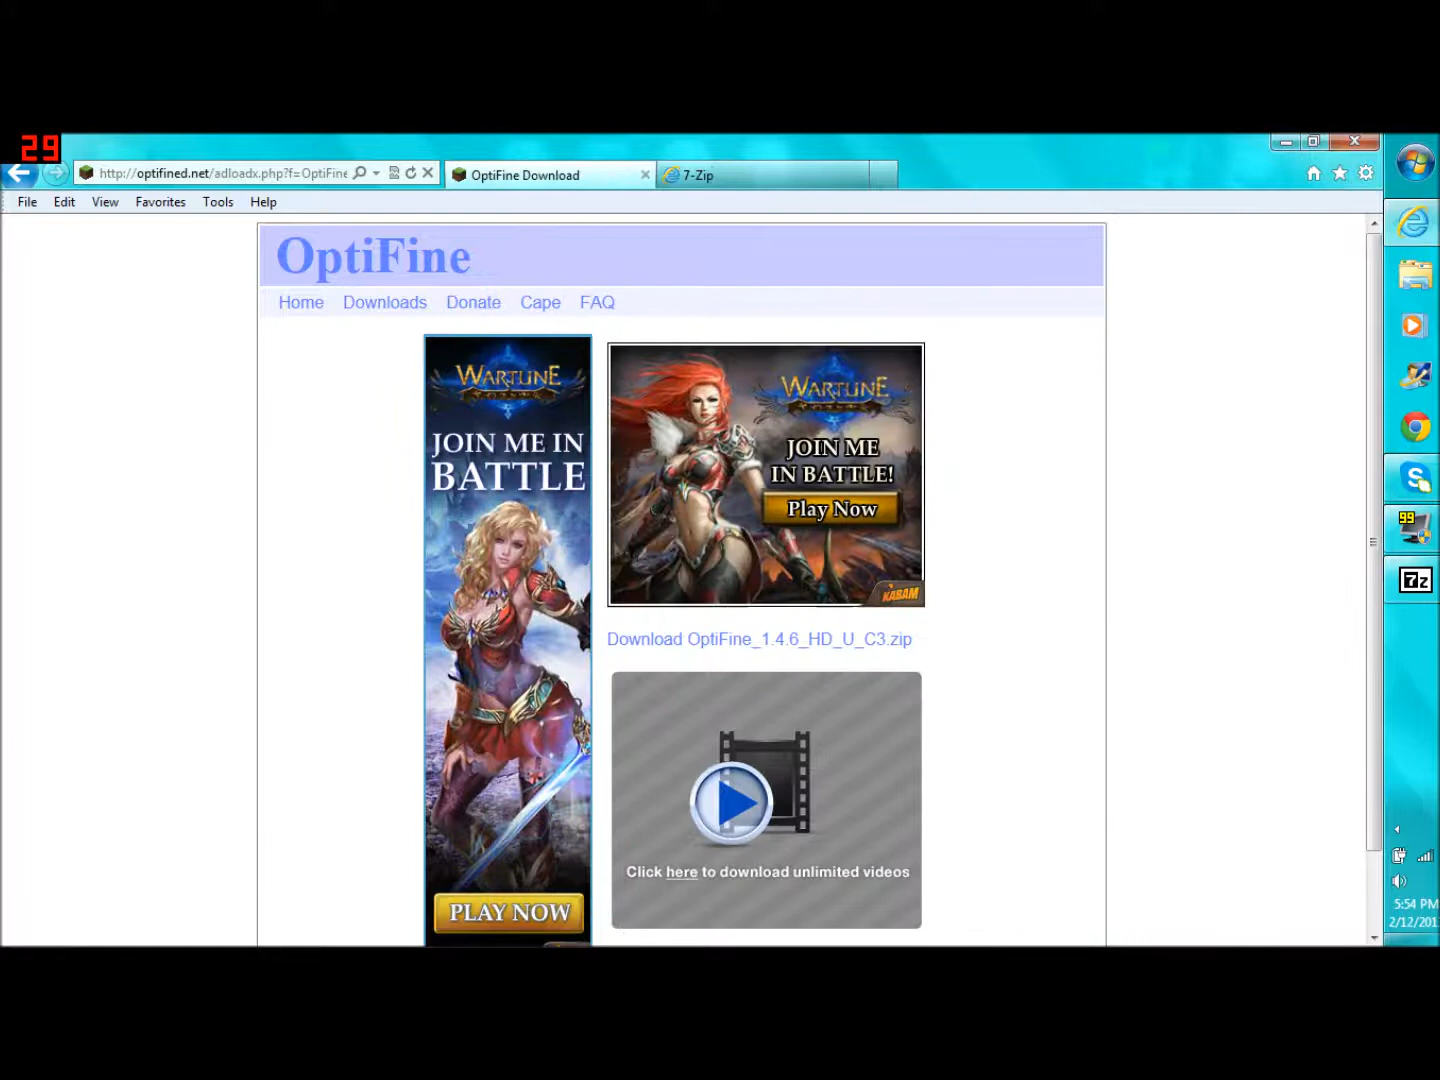 29
http://optifined.net/adloadx.php?f=OptiFine
OptiFine Download
7-Zip
File Edit View Favorites Tools Help
OptiFine
Home Downloads Donate Cape FAQ
WARTUNE
JOIN ME IN
BATTLE
PLAY NOW
WARTUNE
JOIN ME
IN BATTLE!
Play Now
KABAM
Download OptiFine_1.4.6_HD_U_C3.zip
Click here to download unlimited videos
99
7z
5:54 PM
2/12/201